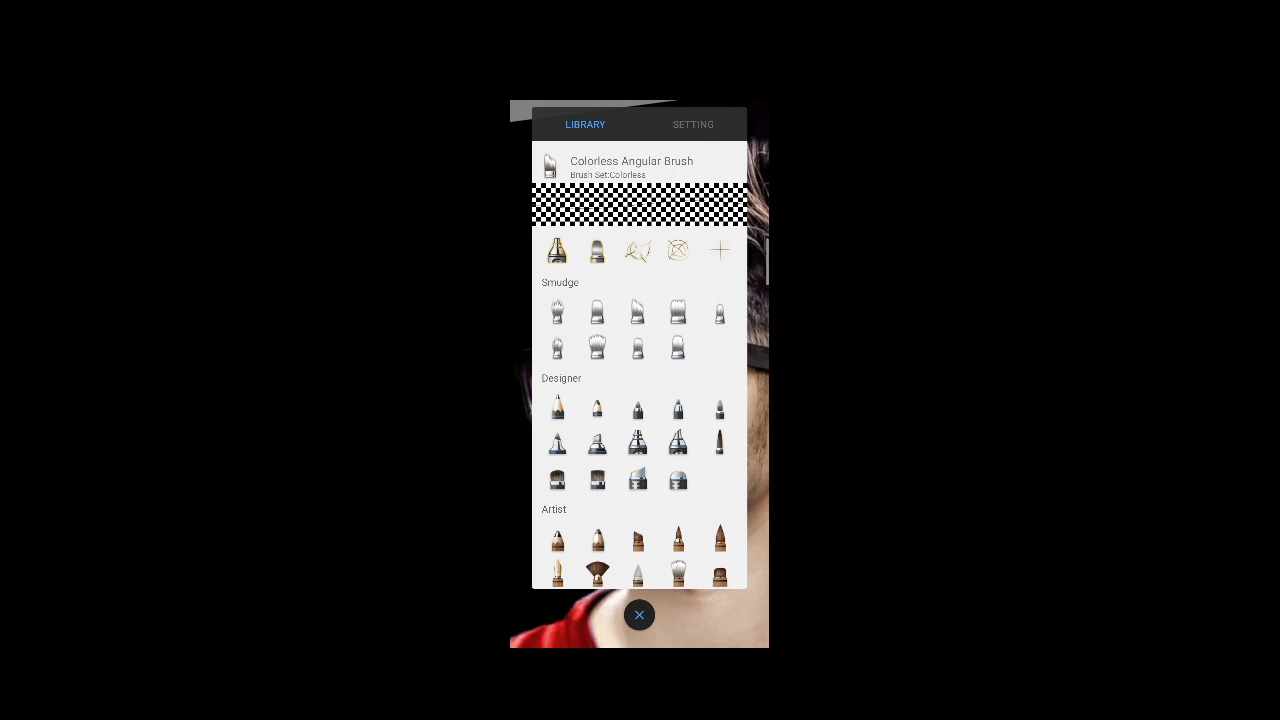 LIBRARY SETTING
Colorless Angular Brush
Brush Set:Colorless
Smudge
Designer
Artist